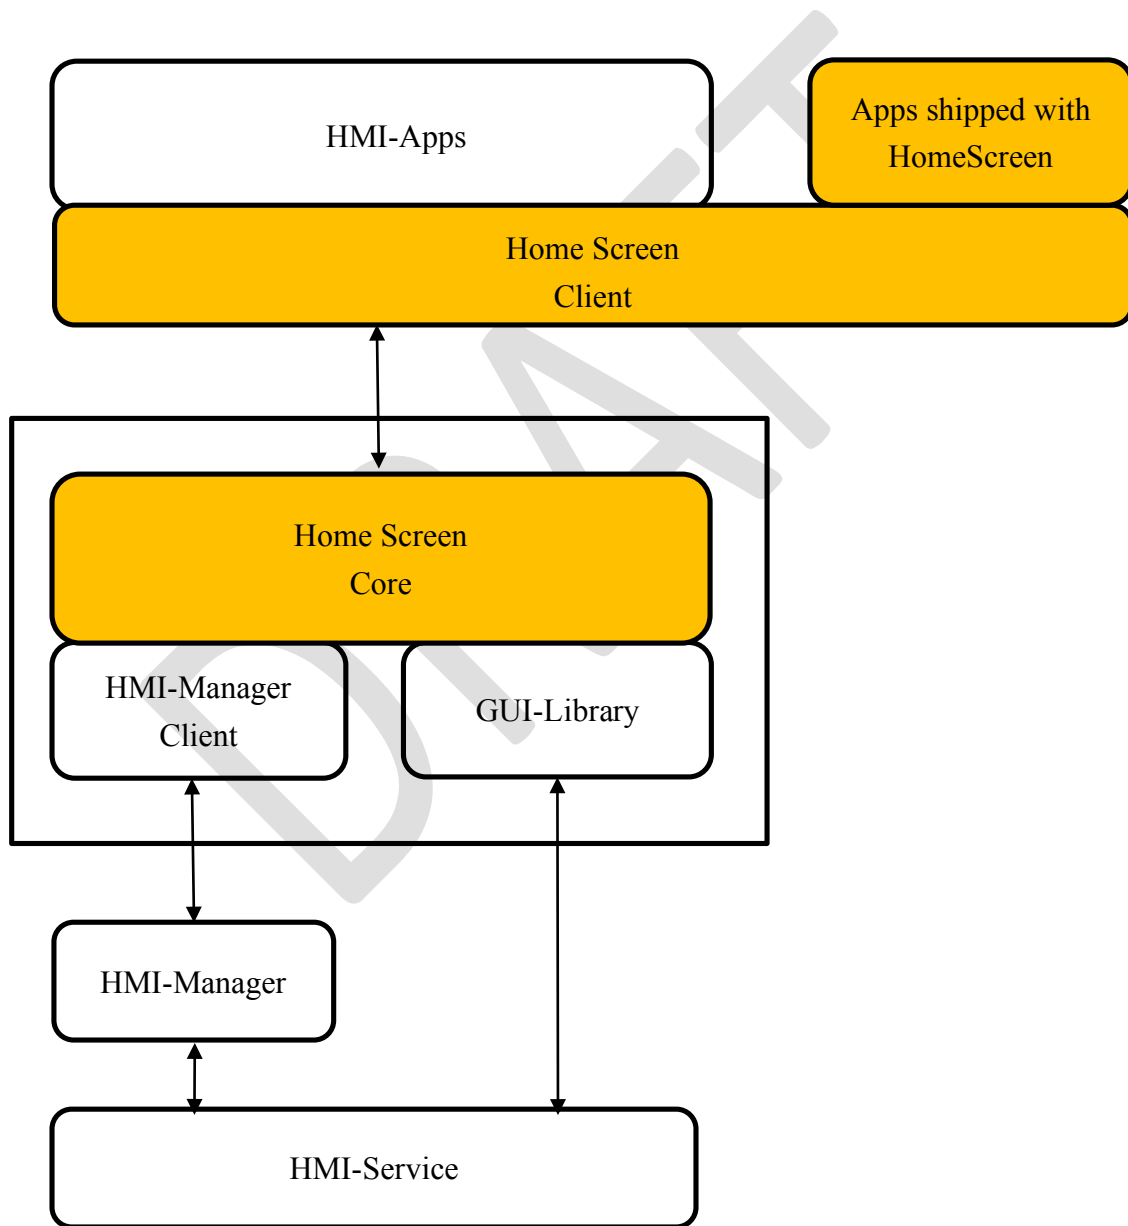 HMI-Apps
Apps shipped with
HomeScreen
Home Screen
Client
Home Screen
Core
HMI-Manager
Client
GUI-Library
HMI-Manager
HMI-Service
DRAFT